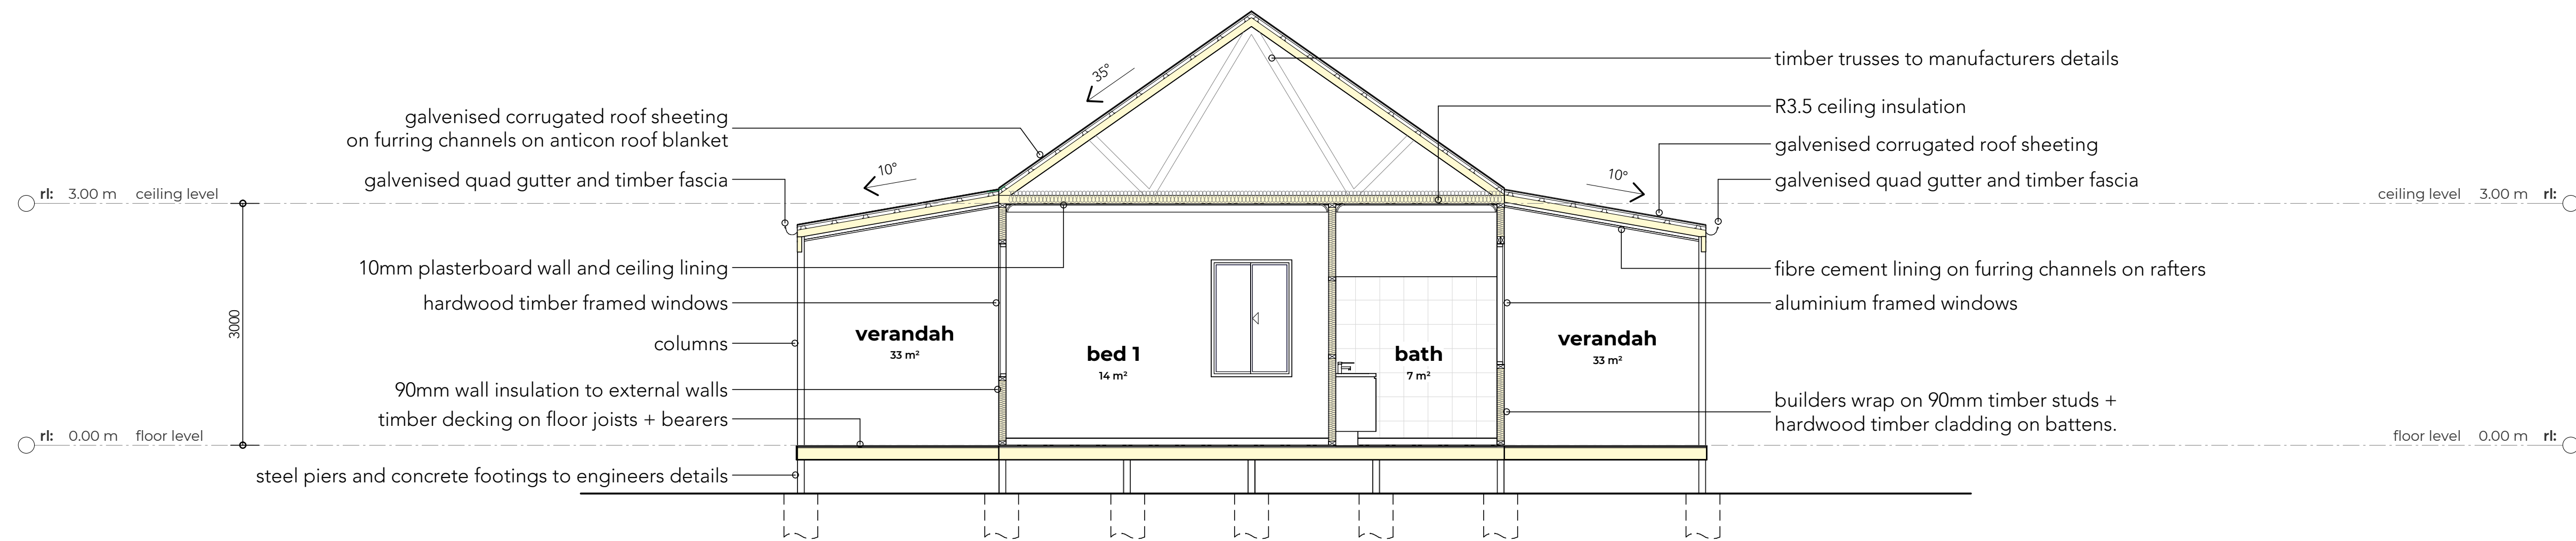 timber trusses to manufacturers details
35°
R3.5 ceiling insulation
galvanised corrugated roof sheeting
on furring channels on anticon roof blanket
galvanised corrugated roof sheeting
10°
10°
galvenised quad gutter and timber fascia
galvenised quad gutter and timber fascia
rl: 3.00 m ceiling level
ceiling level 3.00 m rl:
10mm plasterboard wall and ceiling lining
fibre cement lining on furring channels on rafters
hardwood timber framed windows
aluminium framed windows
3000
verandah
33 m²
verandah
33 m²
columns
bed 1
14 m²
bath
7 m²
90mm wall insulation to external walls
builders wrap on 90mm timber studs +
hardwood timber cladding on battens.
timber decking on floor joists + bearers
rl: 0.00 m floor level
floor level 0.00 m rl:
steel piers and concrete footings to engineers details